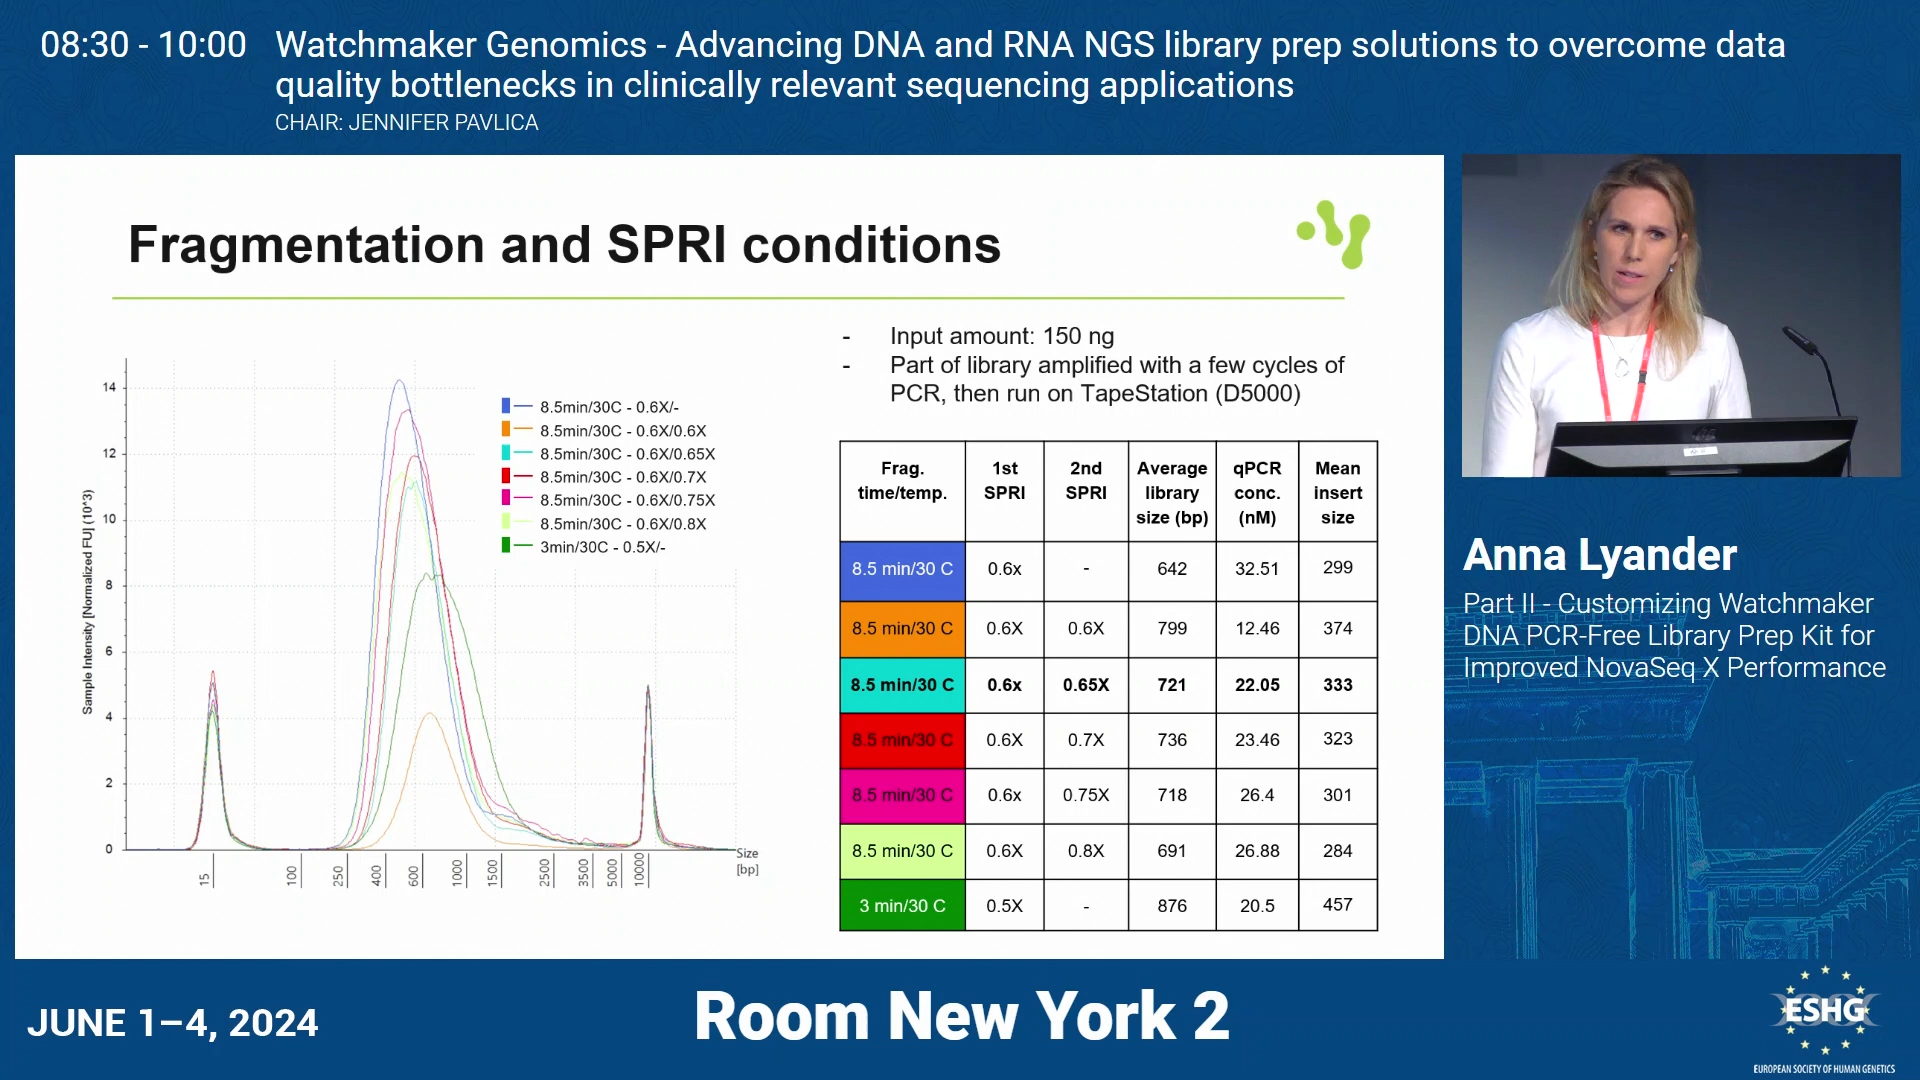 08:30 - 10:00
Watchmaker Genomics - Advancing DNA and RNA NGS library prep solutions to overcome data
quality bottlenecks in clinically relevant sequencing applications
CHAIR: JENNIFER PAVLICA
Fragmentation and SPRI conditions
- Input amount: 150 ng
- Part of library amplified with a few cycles of
PCR, then run on TapeStation (D5000)
Sample Intensity [Normalized FU] (10^3)
14
12
10
8
6
4
2
0
8.5min/30C - 0.6X/-
8.5min/30C - 0.6X/0.6X
8.5min/30C - 0.6X/0.65X
8.5min/30C - 0.6X/0.7X
8.5min/30C - 0.6X/0.75X
8.5min/30C - 0.6X/0.8X
3min/30C - 0.5X/-
15 100 250 400 600 1000 1500 2500 3500 5000 10000
Size
[bp]
Frag. time/temp. 1st SPRI 2nd SPRI Average library size (bp) qPCR conc. (nM) Mean insert size
8.5 min/30 C 0.6x - 642 32.51 299
8.5 min/30 C 0.6X 0.6X 799 12.46 374
8.5 min/30 C 0.6x 0.65X 721 22.05 333
8.5 min/30 C 0.6X 0.7X 736 23.46 323
8.5 min/30 C 0.6x 0.75X 718 26.4 301
8.5 min/30 C 0.6X 0.8X 691 26.88 284
3 min/30 C 0.5X - 876 20.5 457
Anna Lyander
Part II - Customizing Watchmaker
DNA PCR-Free Library Prep Kit for
Improved NovaSeq X Performance
JUNE 1–4, 2024
Room New York 2
ESHG
EUROPEAN SOCIETY OF HUMAN GENETICS